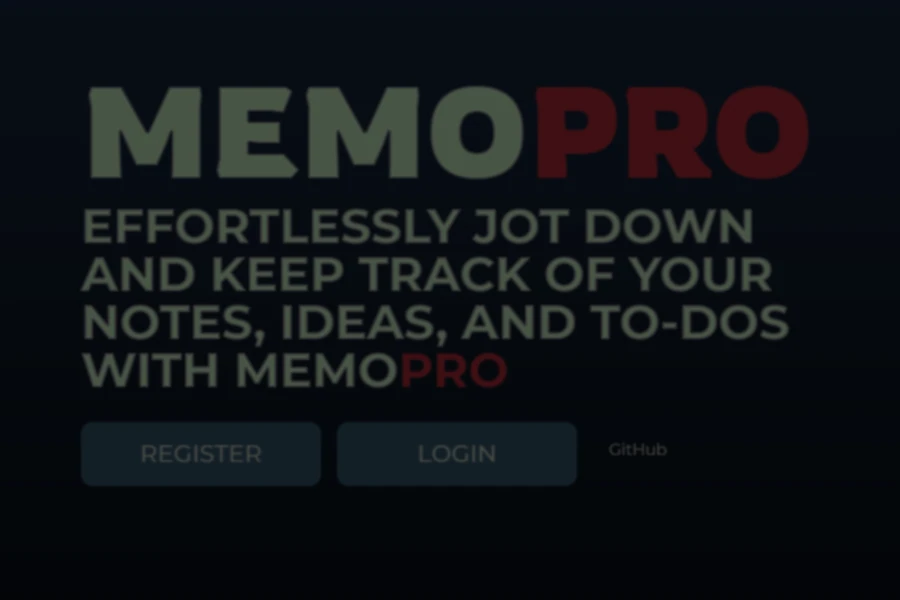 MEMOPRO
EFFORTLESSLY JOT DOWN
AND KEEP TRACK OF YOUR
NOTES, IDEAS, AND TO-DOS
WITH MEMOPRO
REGISTER LOGIN GitHub